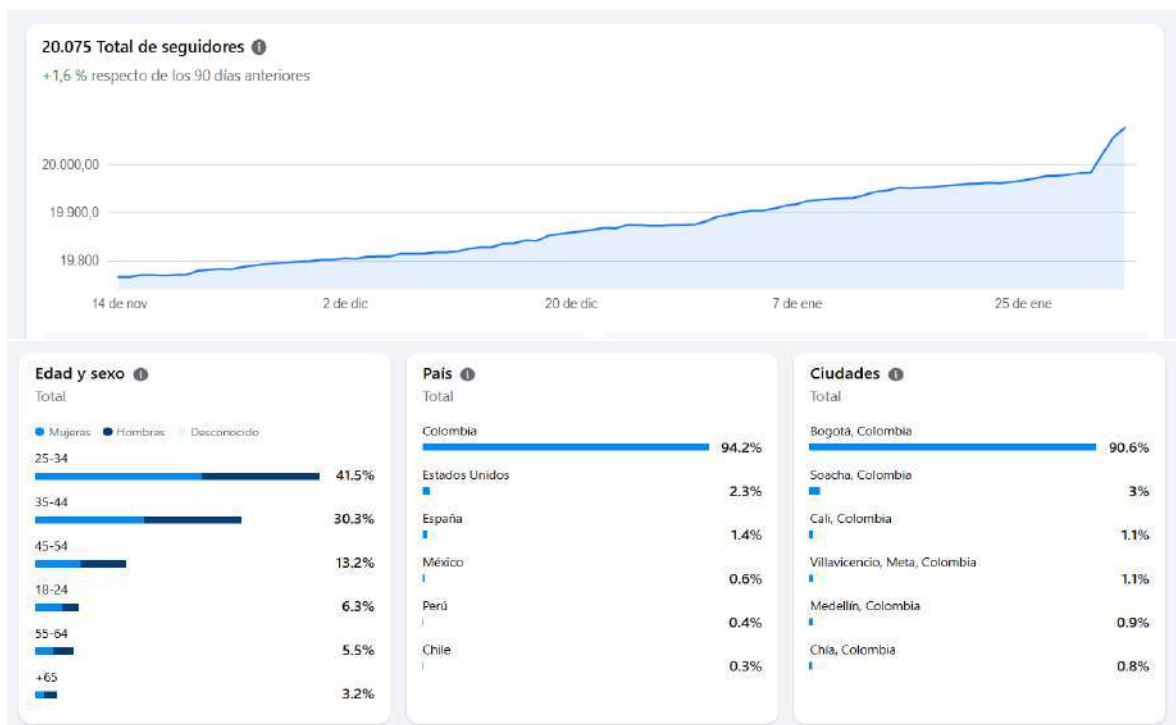 20.075 Total de seguidores
+1,6 % respecto de los 90 días anteriores
20.000,00
19.900,0
19.800
14 de nov 2 de dic 20 de dic 7 de ene 25 de ene
Edad y sexo
Total
Mujeres Hombres Desconocido
25-34
41.5%
35-44
30.3%
45-54
13.2%
18-24
6.3%
55-64
5.5%
+65
3.2%
País
Total
Colombia
94.2%
Estados Unidos
2.3%
España
1.4%
México
0.6%
Perú
0.4%
Chile
0.3%
Ciudades
Total
Bogotá, Colombia
90.6%
Soacha, Colombia
3%
Cali, Colombia
1.1%
Villavicencio, Meta, Colombia
1.1%
Medellín, Colombia
0.9%
Chía, Colombia
0.8%